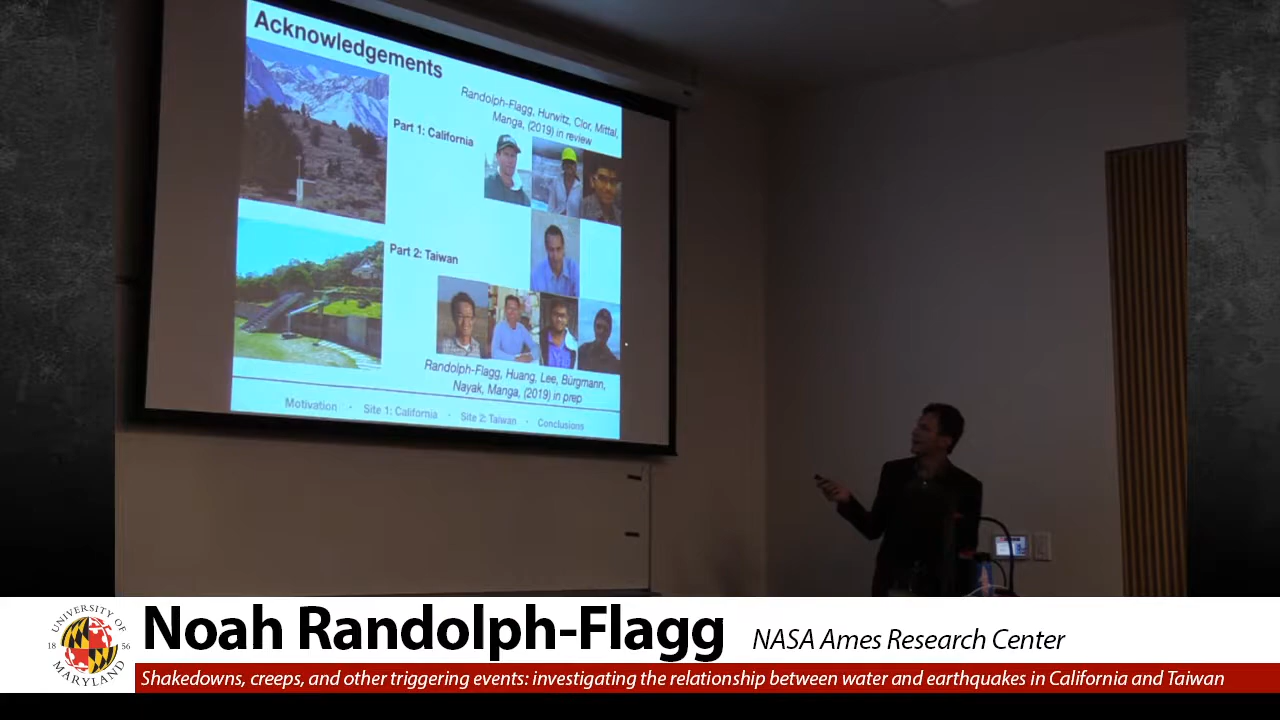 Acknowledgements
Randolph-Flagg, Hurwitz, Cior, Mittal,
Manga, (2019) in review
Part 1: California
Part 2: Taiwan
Randolph-Flagg, Huang, Lee, Bürgmann,
Nayak, Manga, (2019) in prep
Motivation · Site 1: California · Site 2: Taiwan · Conclusions
UNIVERSITY OF
18 56
MARYLAND
Noah Randolph-Flagg NASA Ames Research Center
Shakedowns, creeps, and other triggering events: investigating the relationship between water and earthquakes in California and Taiwan